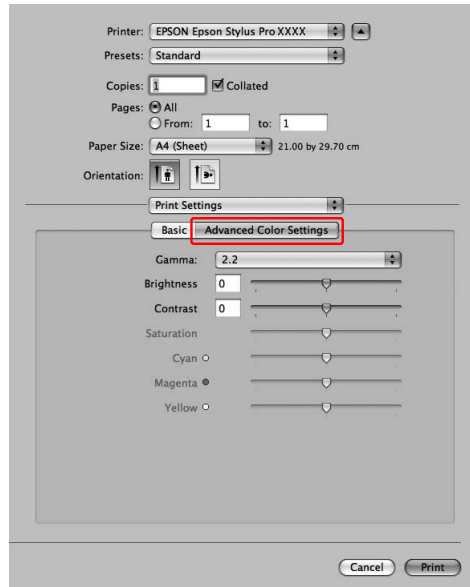 Printer: EPSON Epson Stylus Pro XXXX
Presets: Standard
Copies: 1 Collated
Pages: All
From: 1 to: 1
Paper Size: A4 (Sheet) 21.00 by 29.70 cm
Orientation:
Print Settings
Basic Advanced Color Settings
Gamma: 2.2
Brightness 0
Contrast 0
Saturation
Cyan
Magenta
Yellow
Cancel Print